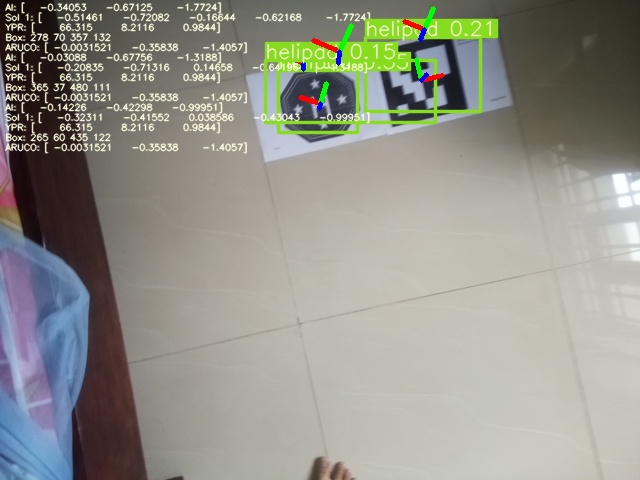 AI: [ -0.34053 -0.67125 -1.7724]
Sol 1: [ -0.51461 -0.72082 -0.16644 -0.62168 -1.7724]
YPR: [ 66.315 8.2116 0.9844]
Box: 278 70 357 132
ARUCO: [ -0.0031521 -0.35838 -1.4057]
AI: [ -0.03088 -0.67756 -1.3188]
Sol 1: [ -0.20835 -0.71316 0.14658
YPR: [ 66.315 8.2116 0.9844]
Box: 365 37 480 111
ARUCO: [ -0.0031521 -0.35838 -1.4057]
AI: [ -0.14226 -0.42298 -0.99951]
Sol 1: [ -0.32311 -0.41552 0.038586 -0.43043 -0.99951]
YPR: [ 66.315 8.2116 0.9844]
Box: 265 60 435 122
ARUCO: [ -0.0031521 -0.35838 -1.4057]
helipad 0.21
helipad 0.15